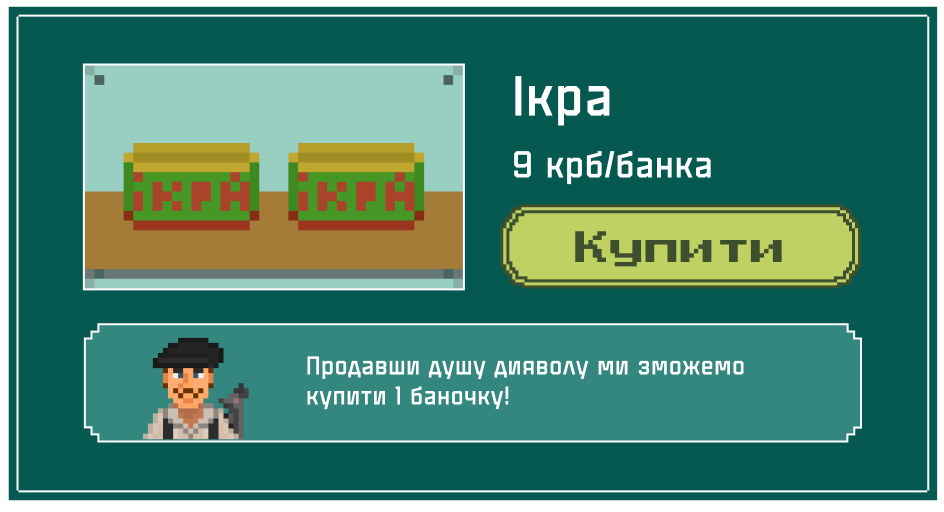 Ікра
9 крб/банка
ікра ікра
Купити
Продавши душу дияволу ми зможемо
купити 1 баночку!